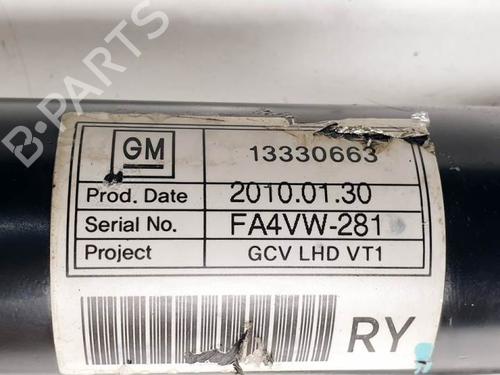 B-PARTS
GM 13330663
Prod. Date 2010.01.30
Serial No. FA4VW-281
Project GCV LHD VT1
RY